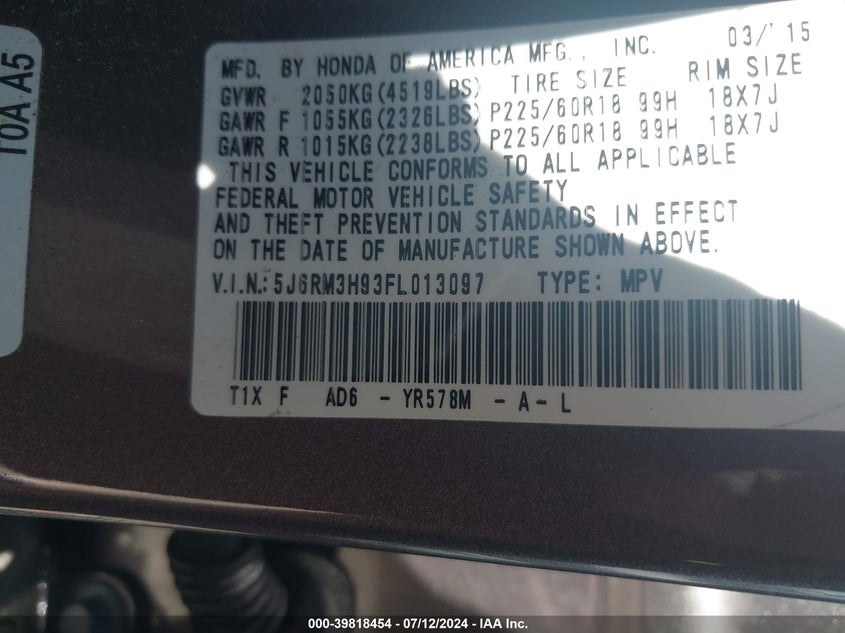 T0A A5
MFD. BY HONDA OF AMERICA MFG., INC. 03/'15
GVWR 2050KG(4519LBS) TIRE SIZE RIM SIZE
GAWR F 1055KG(2326LBS) P225/60R18 99H 18X7J
GAWR R 1015KG(2238LBS) P225/60R18 99H 18X7J
THIS VEHICLE CONFORMS TO ALL APPLICABLE
FEDERAL MOTOR VEHICLE SAFETY
AND THEFT PREVENTION STANDARDS IN EFFECT
ON THE DATE OF MANUFACTURE SHOWN ABOVE.
V.I.N.:5J6RM3H93FL013097 TYPE: MPV
T1X F AD6 - YR578M - A - L
000-39818454 - 07/12/2024 - IAA Inc.